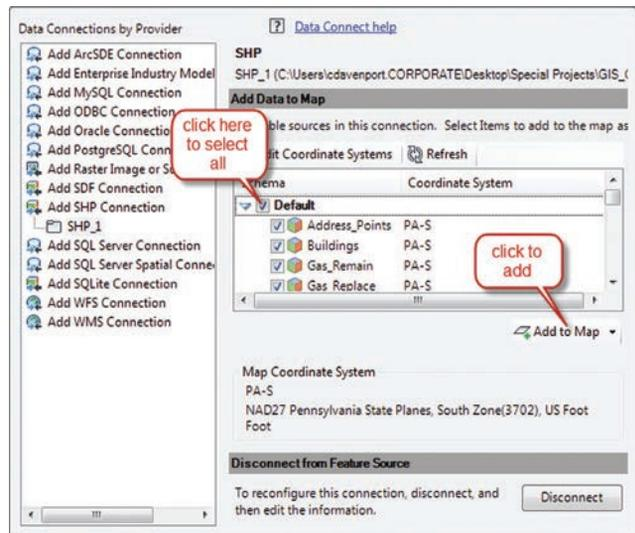 Data Connections by Provider
Add ArcSDE Connection
Add Enterprise Industry Model
Add MySQL Connection
Add ODBC Connection
Add Oracle Connection
Add PostgreSQL Conn
Add Raster Image or S
Add SDF Connection
Add SHP Connection
SHP_1
Add SQL Server Connection
Add SQL Server Spatial Conne
Add SQLite Connection
Add WFS Connection
Add WMS Connection
Data Connect help
SHP
SHP_1 (C:\Users\cdavenport.CORPORATE\Desktop\Special Projects\GIS_
Add Data to Map
click here
to select
all
ble sources in this connection. Select Items to add to the map as
dit Coordinate Systems Refresh
hema Coordinate System
Default
Address_Points PA-S
Buildings PA-S
Gas_Remain PA-S
Gas_Replace PA-S
click to
add
Add to Map
Map Coordinate System
PA-S
NAD27 Pennsylvania State Planes, South Zone(3702), US Foot
Foot
Disconnect from Feature Source
To reconfigure this connection, disconnect, and
then edit the information.
Disconnect